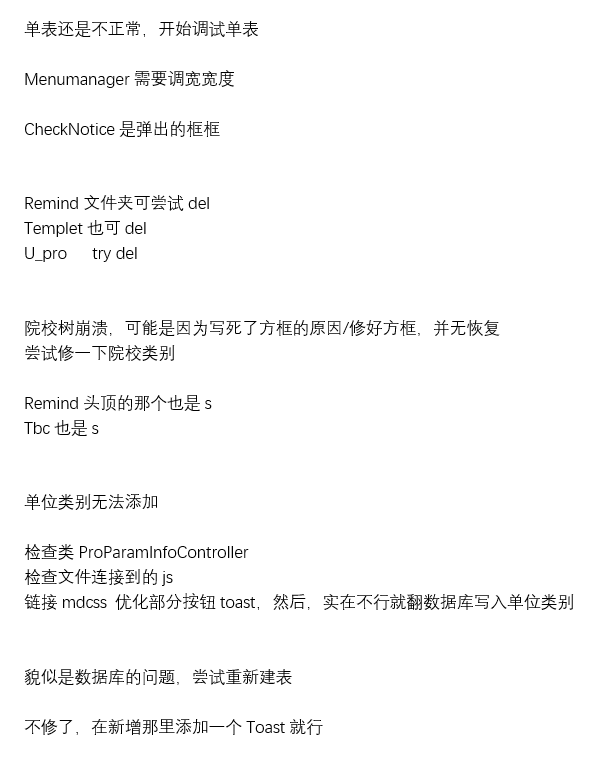 单表还是不正常，开始调试单表
Menumanager 需要调宽宽度
CheckNotice 是弹出的框框
Remind 文件夹可尝试 del
Templet 也可 del
U_pro try del
院校树崩溃，可能是因为写死了方框的原因/修好方框，并无恢复
尝试修一下院校类别
Remind 头顶的那个也是 s
Tbc 也是 s
单位类别无法添加
检查类 ProParamInfoController
检查文件连接到的 js
链接 mdcss 优化部分按钮 toast，然后，实在不行就翻数据库写入单位类别
貌似是数据库的问题，尝试重新建表
不修了，在新增那里添加一个 Toast 就行